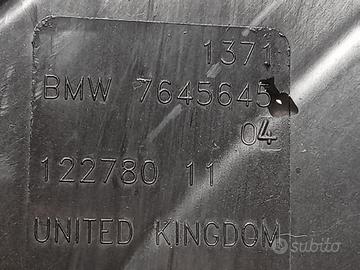 1371
BMW 7645645
04
122780 11
UNITED KINGDOM
subito